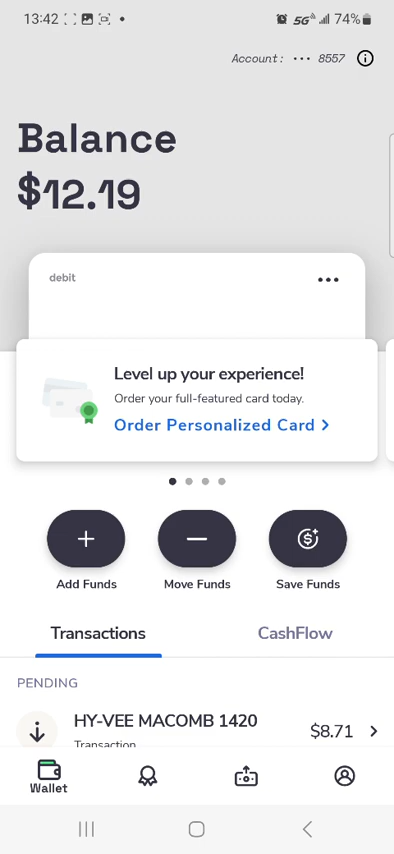 13:42 5G 74%
Account: ··· 8557
Balance
$12.19
debit
Level up your experience!
Order your full-featured card today.
Order Personalized Card >
Add Funds Move Funds Save Funds
Transactions CashFlow
PENDING
HY-VEE MACOMB 1420 $8.71
Transaction
Wallet